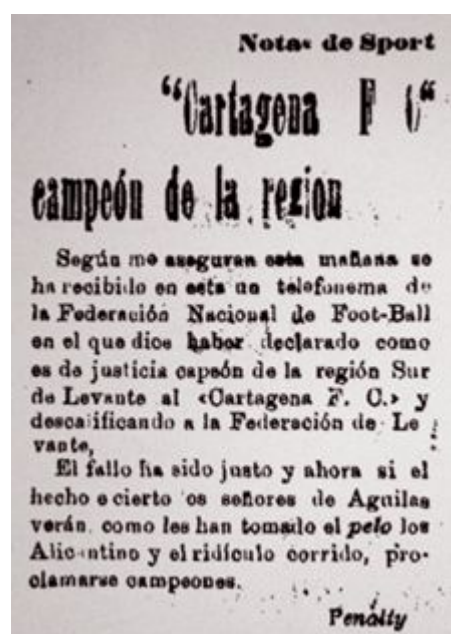 Notas de Sport
"Cartagena F C"
campeón de la region
Según me aseguran esta mañana se
ha recibido en esta un telefonema de
la Federación Nacional de Foot-Ball
en el que dice haber declarado como
es de justicia capeón de la región Sur
de Levante al «Cartagena F. C.» y
descalificando a la Federación de Le
vante,
El fallo ha sido justo y ahora si el
hecho e cierto os señores de Aguilas
verán como les han tomado el pelo los
Alicantino y el ridículo corrido, pro-
clamarse campeones.
Penálty